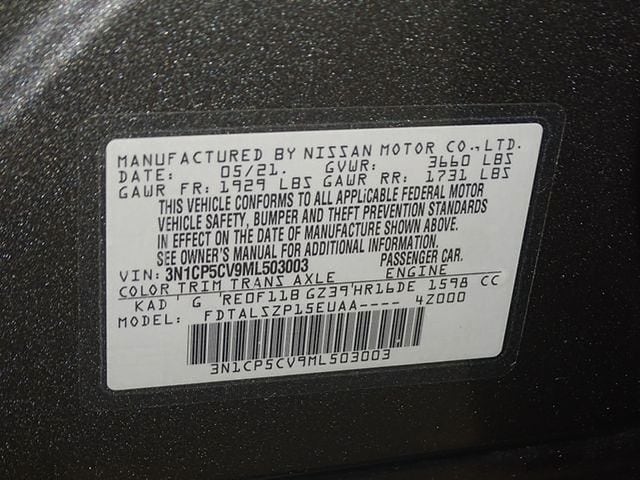 MANUFACTURED BY NISSAN MOTOR CO.,LTD.
DATE: 05/21. GVWR: 3660 LBS
GAWR FR: 1929 LBS GAWR RR: 1731 LBS
THIS VEHICLE CONFORMS TO ALL APPLICABLE FEDERAL MOTOR
VEHICLE SAFETY, BUMPER AND THEFT PREVENTION STANDARDS
IN EFFECT ON THE DATE OF MANUFACTURE SHOWN ABOVE.
SEE OWNER'S MANUAL FOR ADDITIONAL INFORMATION.
VIN: 3N1CP5CV9ML503003 PASSENGER CAR.
COLOR TRIM TRANS AXLE ENGINE
KAD G RE0F11B GZ39 HR16DE 1598 CC
MODEL: FDTALSZP15EUAA---- 4Z000
3N1CP5CV9ML503003